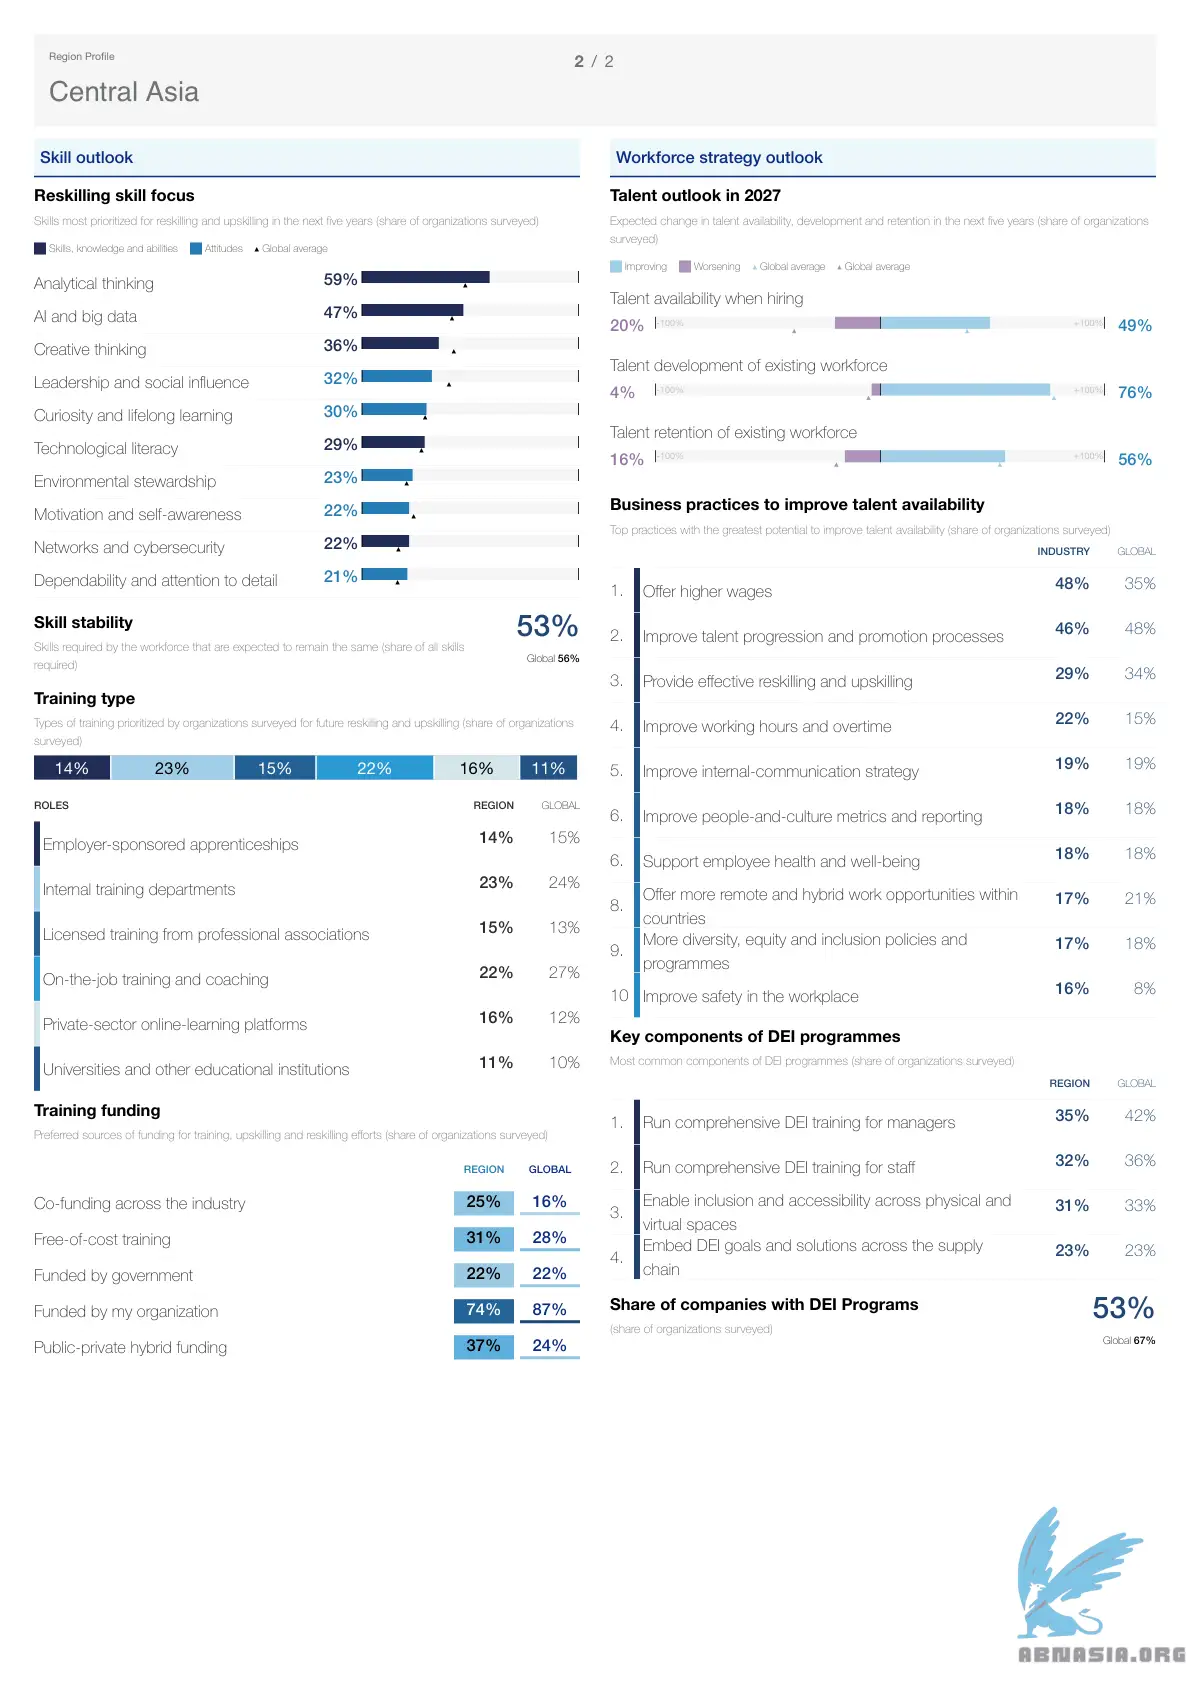 Region Profile
2 / 2
Central Asia
Skill outlook
Reskilling skill focus
Skills most prioritized for reskilling and upskilling in the next five years (share of organizations surveyed)
Skills, knowledge and abilities Attitudes Global average
Analytical thinking 59%
AI and big data 47%
Creative thinking 36%
Leadership and social influence 32%
Curiosity and lifelong learning 30%
Technological literacy 29%
Environmental stewardship 23%
Motivation and self-awareness 22%
Networks and cybersecurity 22%
Dependability and attention to detail 21%
Skill stability 53%
Skills required by the workforce that are expected to remain the same (share of all skills
required)
Global 56%
Training type
Types of training prioritized by organizations surveyed for future reskilling and upskilling (share of organizations
surveyed)
14% 23% 15% 22% 16% 11%
ROLES REGION GLOBAL
Employer-sponsored apprenticeships 14% 15%
Internal training departments 23% 24%
Licensed training from professional associations 15% 13%
On-the-job training and coaching 22% 27%
Private-sector online-learning platforms 16% 12%
Universities and other educational institutions 11% 10%
Training funding
Preferred sources of funding for training, upskilling and reskilling efforts (share of organizations surveyed)
REGION GLOBAL
Co-funding across the industry 25% 16%
Free-of-cost training 31% 28%
Funded by government 22% 22%
Funded by my organization 74% 87%
Public-private hybrid funding 37% 24%
Workforce strategy outlook
Talent outlook in 2027
Expected change in talent availability, development and retention in the next five years (share of organizations
surveyed)
Improving Worsening Global average Global average
Talent availability when hiring
20% -100% +100% 49%
Talent development of existing workforce
4% -100% +100% 76%
Talent retention of existing workforce
16% -100% +100% 56%
Business practices to improve talent availability
Top practices with the greatest potential to improve talent availability (share of organizations surveyed)
INDUSTRY GLOBAL
1. Offer higher wages 48% 35%
2. Improve talent progression and promotion processes 46% 48%
3. Provide effective reskilling and upskilling 29% 34%
4. Improve working hours and overtime 22% 15%
5. Improve internal-communication strategy 19% 19%
6. Improve people-and-culture metrics and reporting 18% 18%
6. Support employee health and well-being 18% 18%
8. Offer more remote and hybrid work opportunities within
countries 17% 21%
9. More diversity, equity and inclusion policies and
programmes 17% 18%
10 Improve safety in the workplace 16% 8%
Key components of DEI programmes
Most common components of DEI programmes (share of organizations surveyed)
REGION GLOBAL
1. Run comprehensive DEI training for managers 35% 42%
2. Run comprehensive DEI training for staff 32% 36%
3. Enable inclusion and accessibility across physical and
virtual spaces 31% 33%
4. Embed DEI goals and solutions across the supply
chain 23% 23%
Share of companies with DEI Programs 53%
(share of organizations surveyed)
Global 67%
ABNASIA.ORG